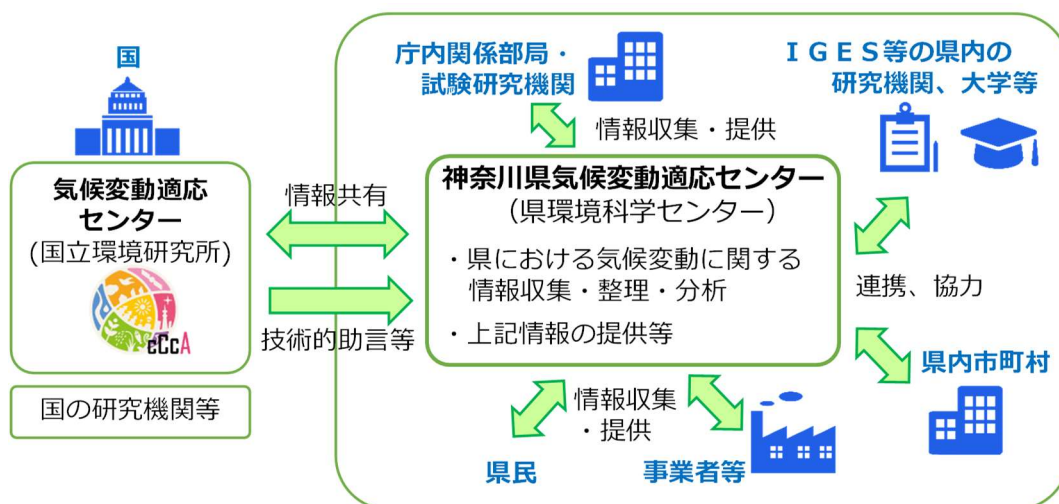 国
気候変動適応
センター
(国立環境研究所)
eCcA
国の研究機関等
情報共有
技術的助言等
庁内関係部局・
試験研究機関
情報収集・提供
ＩＧＥＳ等の県内の
研究機関、大学等
神奈川県気候変動適応センター
（県環境科学センター）
・県における気候変動に関する
情報収集・整理・分析
・上記情報の提供等
連携、協力
県内市町村
情報収集
・提供
県民
事業者等